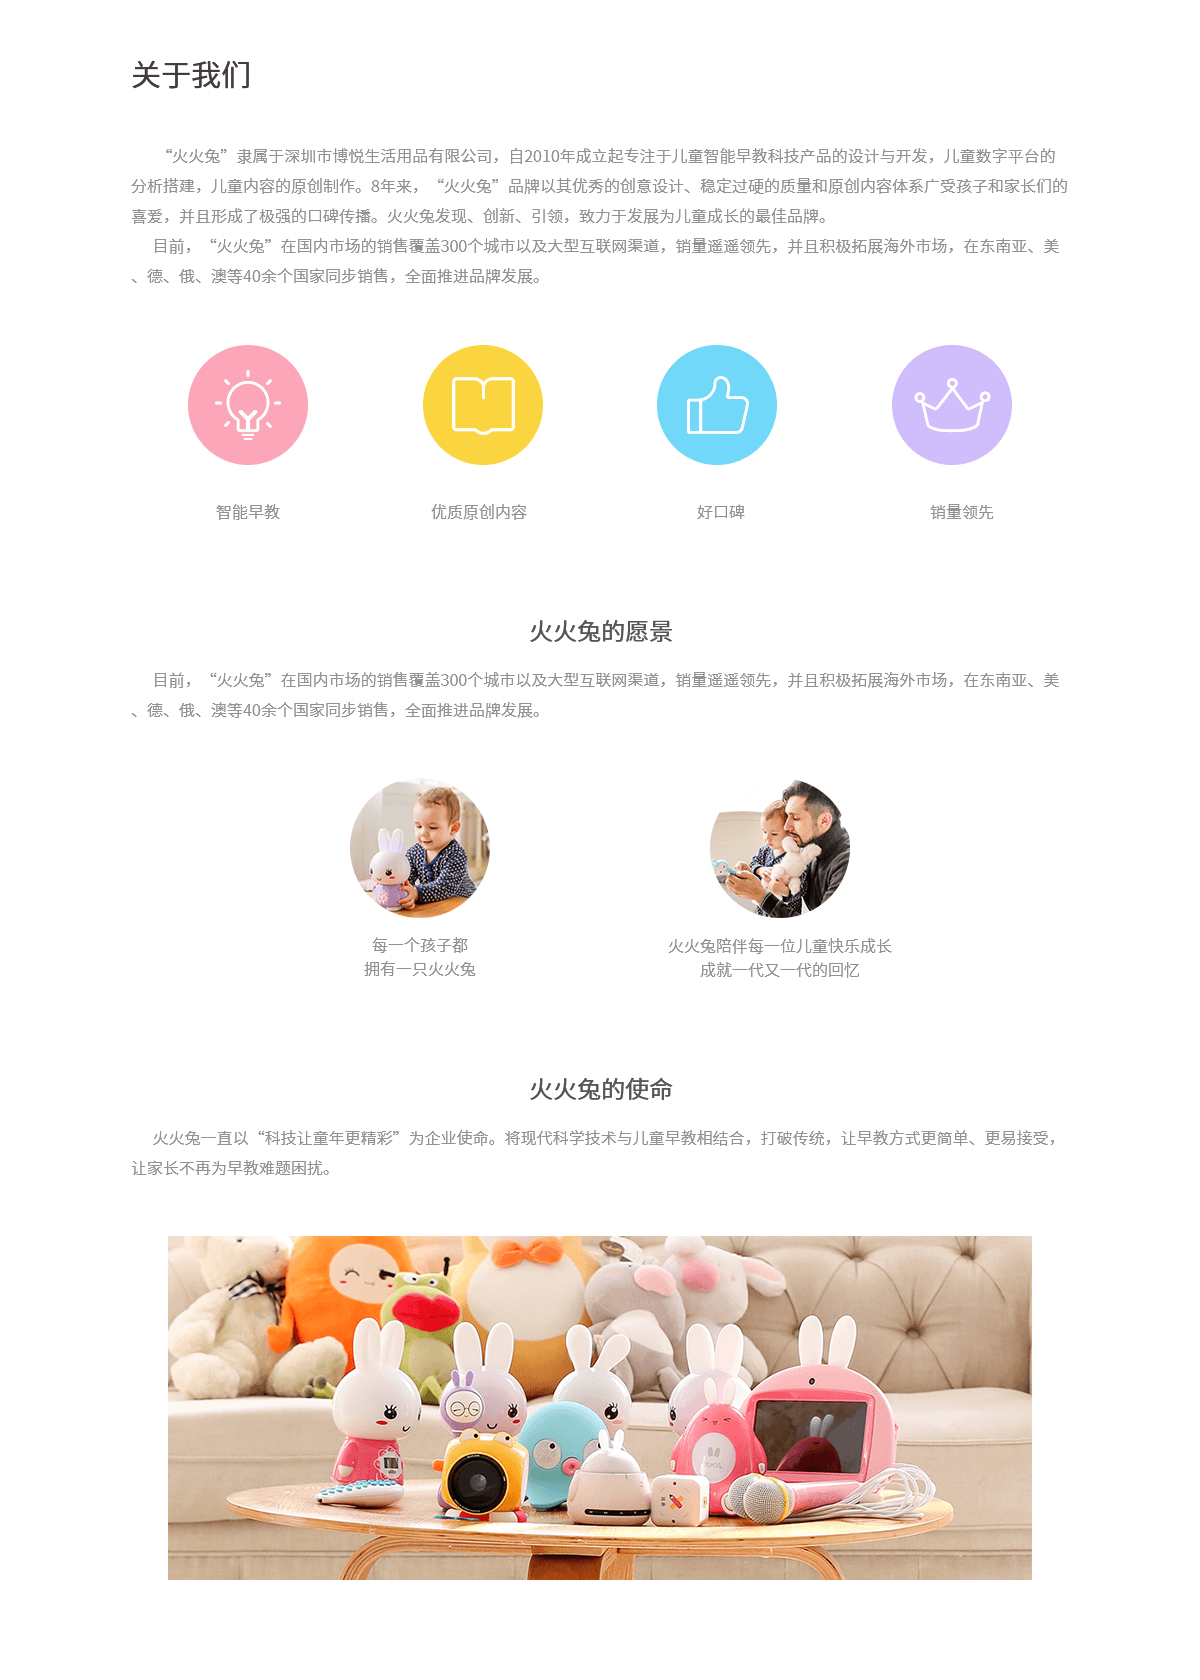 关于我们
“火火兔”隶属于深圳市博悦生活用品有限公司，自2010年成立起专注于儿童智能早教科技产品的设计与开发，儿童数字平台的
分析搭建，儿童内容的原创制作。8年来，“火火兔”品牌以其优秀的创意设计、稳定过硬的质量和原创内容体系广受孩子和家长们的
喜爱，并且形成了极强的口碑传播。火火兔发现、创新、引领，致力于发展为儿童成长的最佳品牌。
目前，“火火兔”在国内市场的销售覆盖300个城市以及大型互联网渠道，销量遥遥领先，并且积极拓展海外市场，在东南亚、美
、德、俄、澳等40余个国家同步销售，全面推进品牌发展。
智能早教
优质原创内容
好口碑
销量领先
火火兔的愿景
目前，“火火兔”在国内市场的销售覆盖300个城市以及大型互联网渠道，销量遥遥领先，并且积极拓展海外市场，在东南亚、美
、德、俄、澳等40余个国家同步销售，全面推进品牌发展。
每一个孩子都
拥有一只火火兔
火火兔陪伴每一位儿童快乐成长
成就一代又一代的回忆
火火兔的使命
火火兔一直以“科技让童年更精彩”为企业使命。将现代科学技术与儿童早教相结合，打破传统，让早教方式更简单、更易接受，
让家长不再为早教难题困扰。